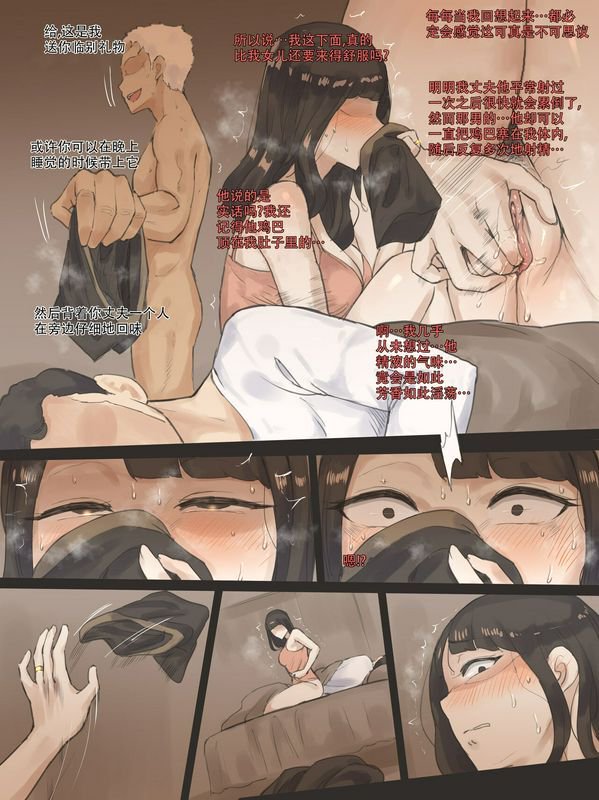 给,这是我
送你临别礼物
所以说…我这下面,真的
比我女儿还要来得舒服吗?
每每当我回想起来…都必
定会感觉这可真是不可思议
明明我丈夫他平常射过
一次之后很快就会累倒了,
然而那男的…他却可以
一直把鸡巴塞在我体内,
随后反复多次地射精…
或许你可以在晚上
睡觉的时候带上它
他说的是
实话吗?我还
记得他鸡巴
顶在我肚子里的…
然后背着你丈夫一个人
在旁边仔细地回味
啊…我几乎
从未想过…他
精液的气味…
竟会是如此
芳香如此淫荡…
嗯!?